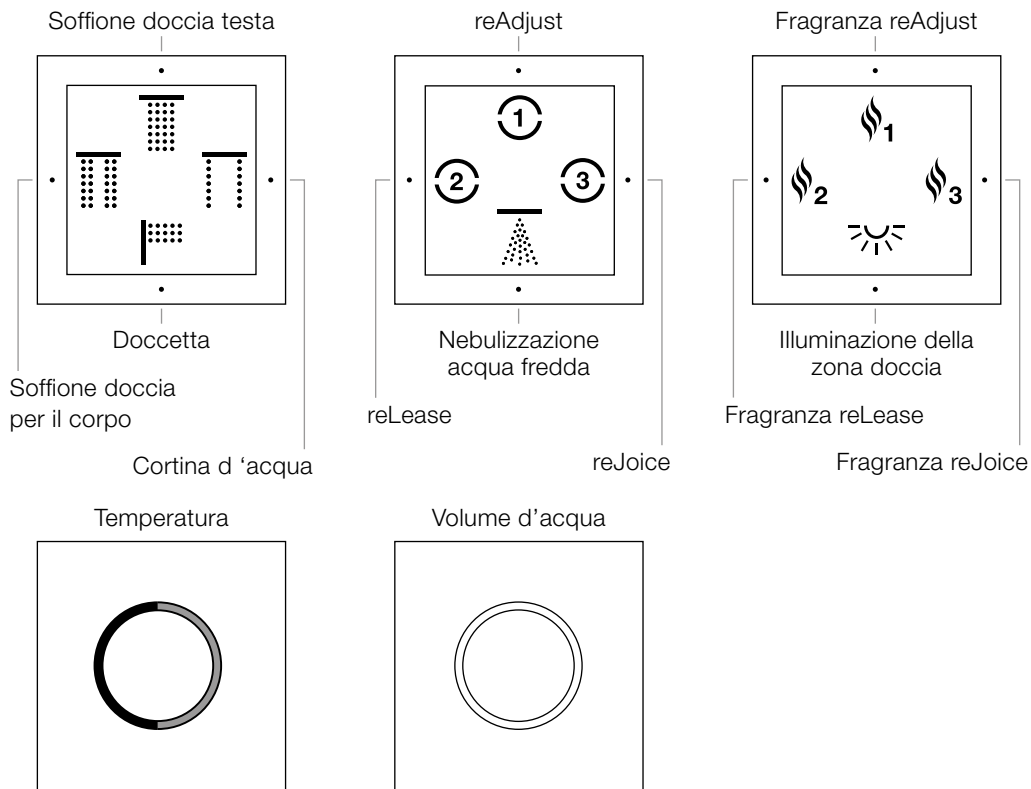 Soffione doccia testa
reAdjust
Fragranza reAdjust
1
2
3
1
2
3
Doccetta
Nebulizzazione
acqua fredda
Illuminazione della
zona doccia
Soffione doccia
per il corpo
reLease
Fragranza reLease
Cortina d ‘acqua
reJoice
Fragranza reJoice
Temperatura
Volume d’acqua